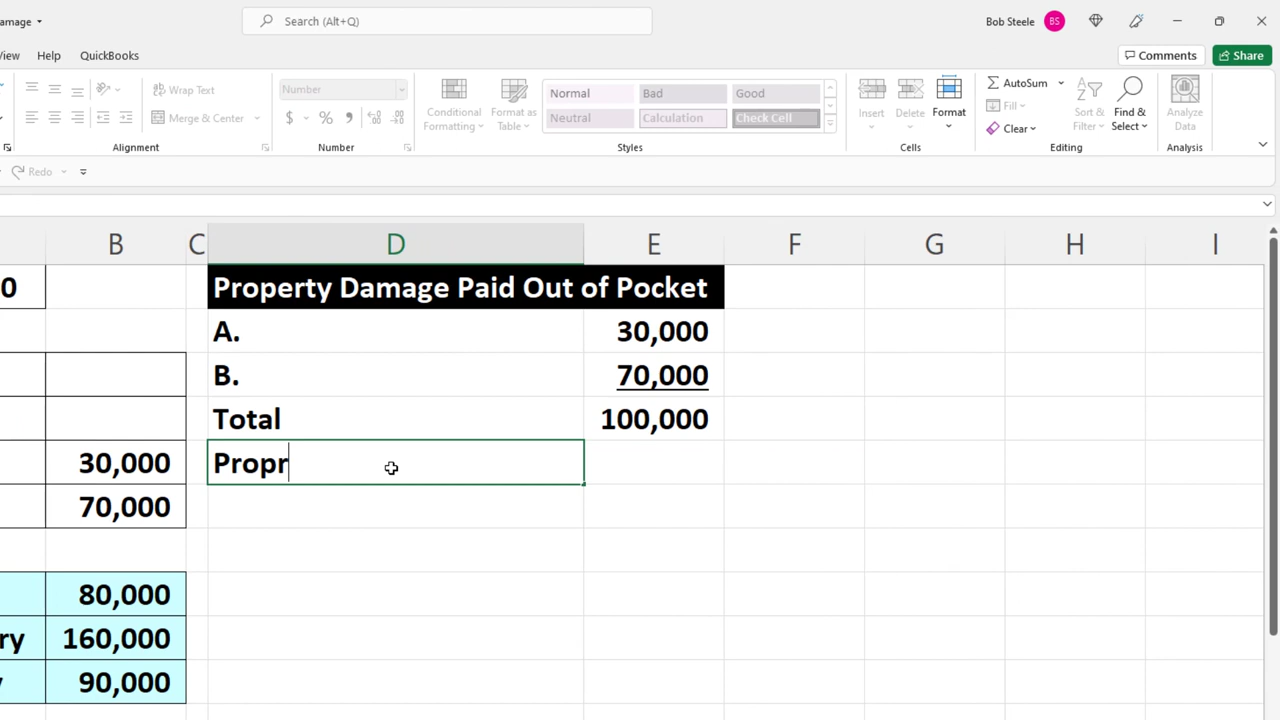 amage
Search (Alt+Q)
Bob Steele BS
iew Help QuickBooks Comments Share
Wrap Text Number Conditional Formatting Format as Table Normal Bad Good Insert Delete Format AutoSum Sort & Filter Find & Select Analyze Data
Merge & Center $ % Neutral Calculation Check Cell Fill
Clear
Alignment Number Styles Cells Editing Analysis
Redo
B C D E F G H I
0 Property Damage Paid Out of Pocket
A. 30,000
B. 70,000
Total 100,000
30,000 Propr
70,000
80,000
ry 160,000
y 90,000